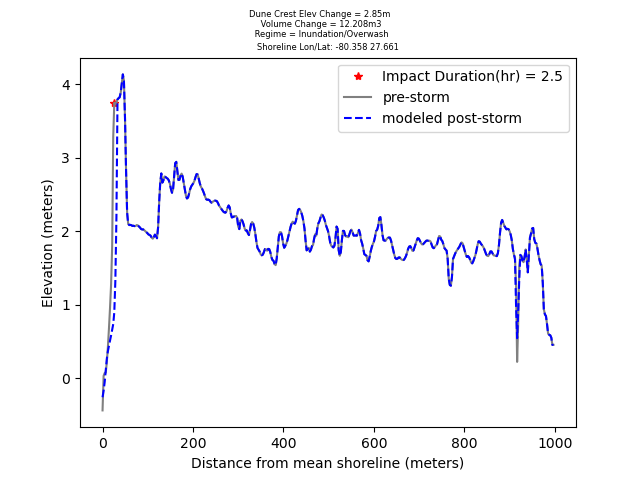 Dune Crest Elev Change = 2.85m
Volume Change = 12.208m3
Regime = Inundation/Overwash
Shoreline Lon/Lat: -80.358 27.661
Impact Duration(hr) = 2.5
pre-storm
modeled post-storm
Elevation (meters)
4
3
2
1
0
0 200 400 600 800 1000
Distance from mean shoreline (meters)